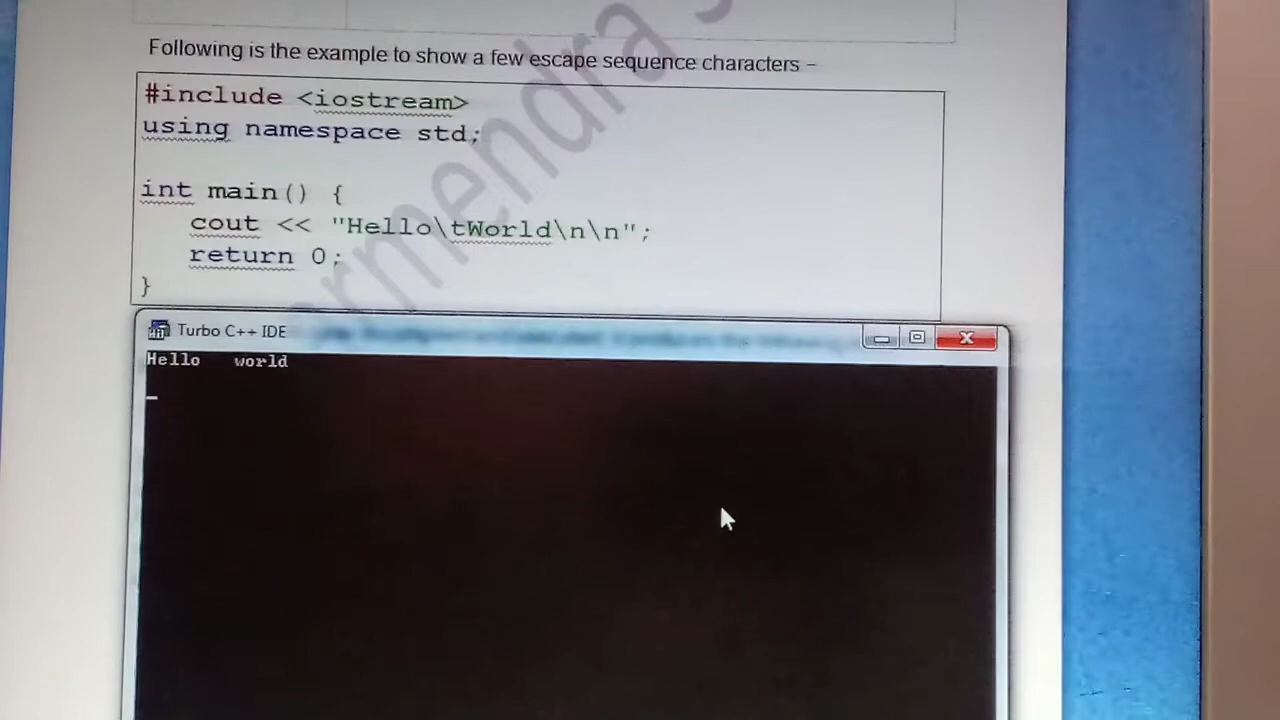 Following is the example to show a few escape sequence characters –
#include <iostream>
using namespace std;
int main() {
cout << "Hello\tWorld\n\n";
return 0;
}
Turbo C++ IDE
Hello world